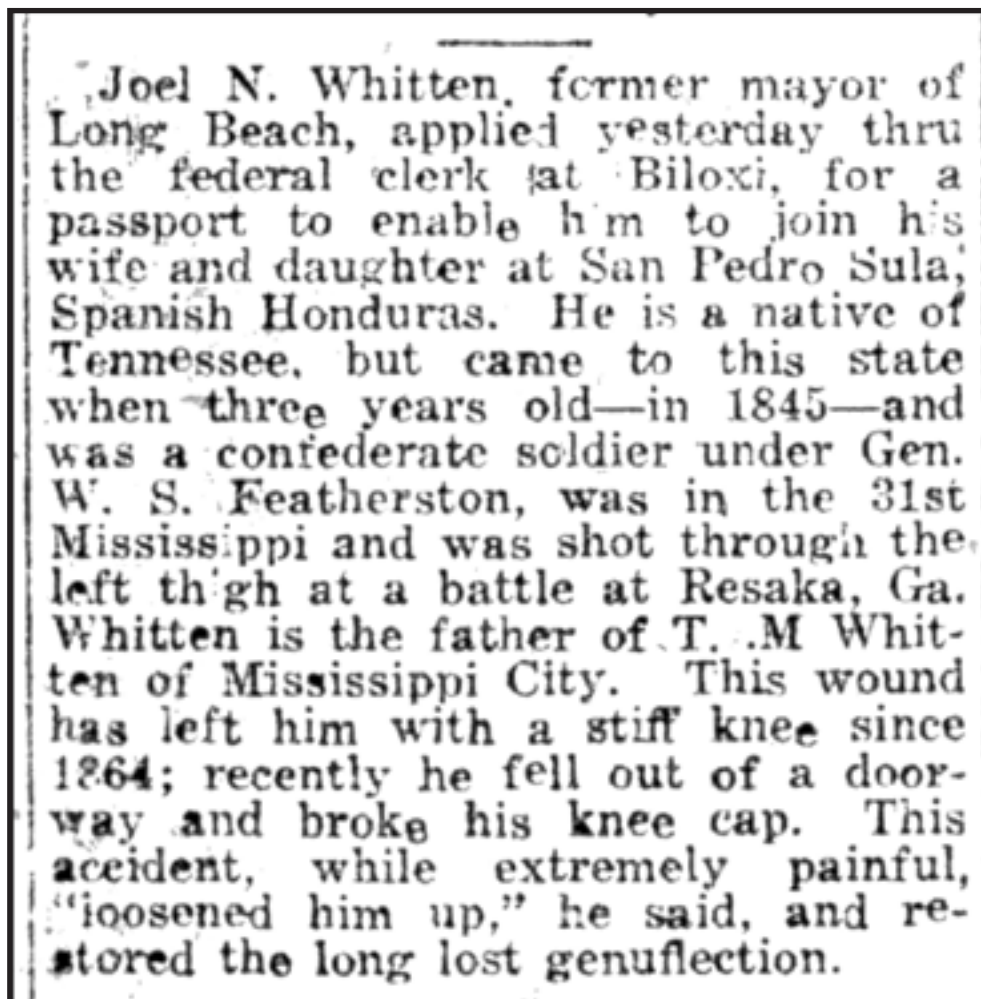 Joel N. Whitten, former mayor of
Long Beach, applied yesterday thru
the federal clerk at Biloxi, for a
passport to enable him to join his
wife and daughter at San Pedro Sula,
Spanish Honduras. He is a native of
Tennessee, but came to this state
when three years old—in 1845—and
was a confederate soldier under Gen.
W. S. Featherston, was in the 31st
Mississippi and was shot through the
left thigh at a battle at Resaka, Ga.
Whitten is the father of T. .M Whit-
ten of Mississippi City. This wound
has left him with a stiff knee since
1864; recently he fell out of a door-
way and broke his knee cap. This
accident, while extremely painful,
"loosened him up," he said, and re-
stored the long lost genuflection.